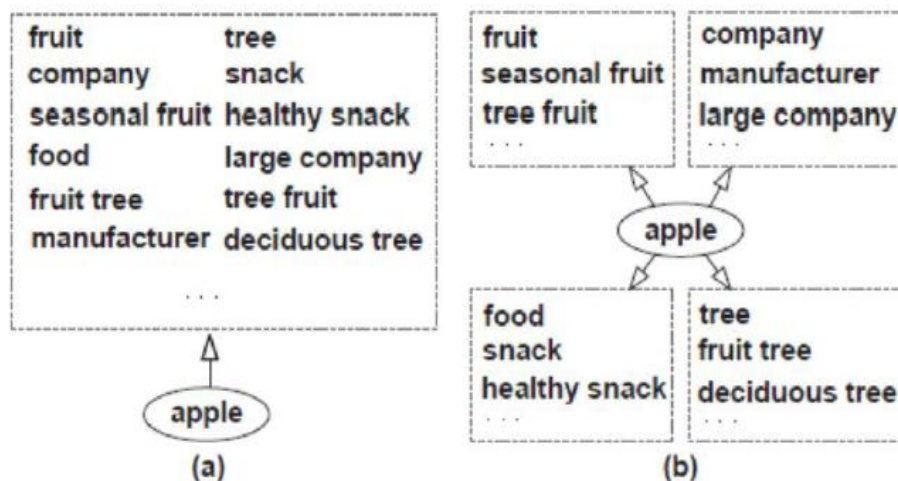 fruit tree
company snack
seasonal fruit healthy snack
food large company
fruit tree tree fruit
manufacturer deciduous tree
. . .
apple
(a)
fruit
seasonal fruit
tree fruit
. . .
company
manufacturer
large company
. . .
apple
food
snack
healthy snack
. . .
tree
fruit tree
deciduous tree
. . .
(b)